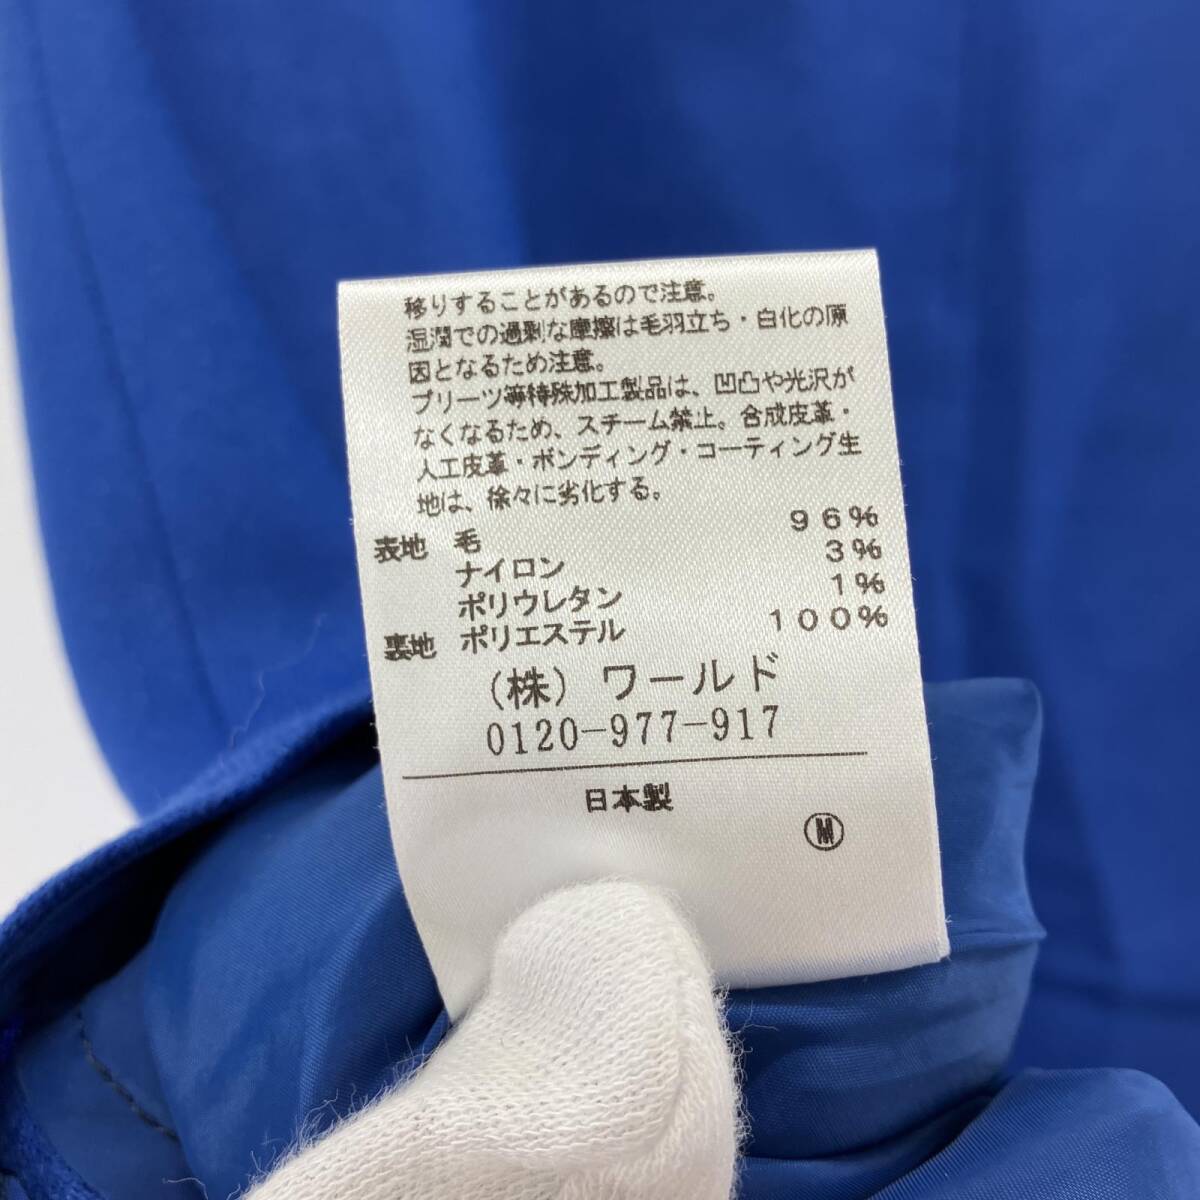 移りすることがあるので注意。
湿潤での過剰な摩擦は毛羽立ち・白化の原
因となるため注意。
プリーツ等特殊加工製品は、凹凸や光沢が
なくなるため、スチーム禁止。合成皮革・
人工皮革・ボンディング・コーティング生
地は、徐々に劣化する。
表地 毛 96%
ナイロン 3%
ポリウレタン 1%
裏地 ポリエステル 100%
(株) ワールド
0120-977-917
日本製
M